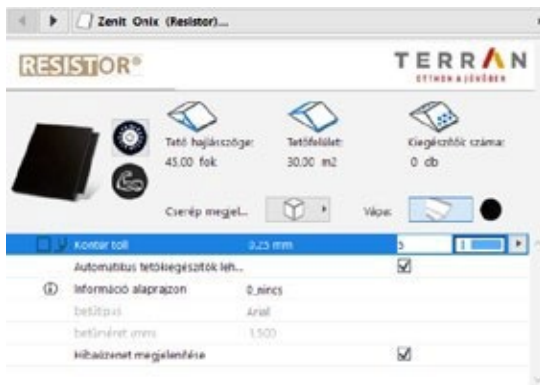 Zenit Onix (Resistor)...
RESISTOR®
TERRAN
OTTHON A JÖVŐBEN
Tető hajlásszöge:
45.00 fok
Tetőfelület:
30.00 m2
Kiegészítők száma:
0 db
Cserép megjel...
Vápa:
Kontúr toll 0.25 mm 5 1
Automatikus tetőkiegészítők leh...
Információ alaprajzon 0_nincs
betűtípus Arial
betűméret (mm) 1.500
Hibaüzenet megjelenítése